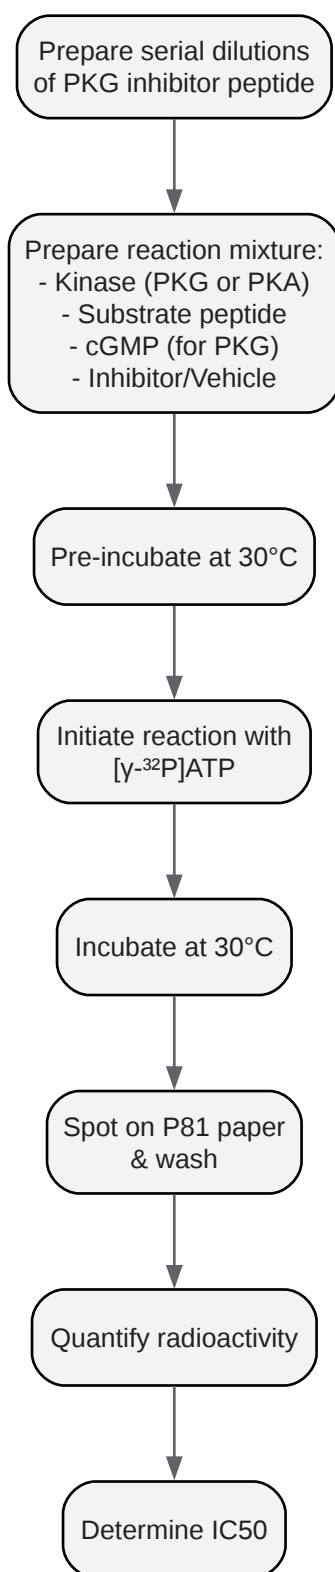 Prepare serial dilutions
of PKG inhibitor peptide
Prepare reaction mixture:
- Kinase (PKG or PKA)
- Substrate peptide
- cGMP (for PKG)
- Inhibitor/Vehicle
Pre-incubate at 30°C
Initiate reaction with
[γ-³²P]ATP
Incubate at 30°C
Spot on P81 paper
& wash
Quantify radioactivity
Determine IC50